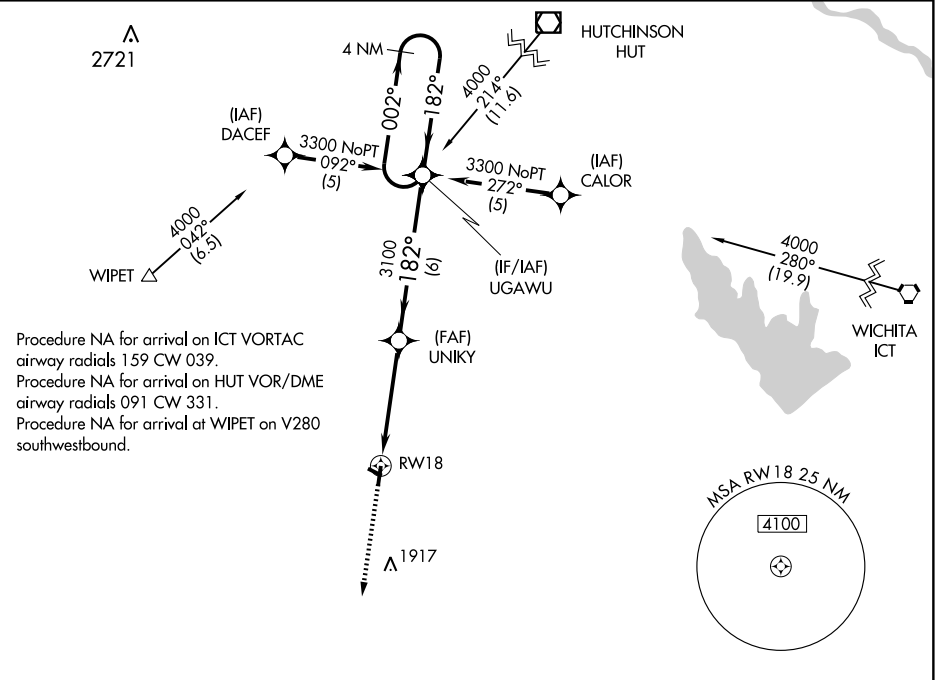 2721
4 NM
HUTCHINSON
HUT
4000
214°
(11.6)
002°
182°
(IAF)
DACEF
3300 NoPT
092°
(5)
3300 NoPT
272°
(5)
(IAF)
CALOR
4000
042°
(6.5)
WIPET
3100
182°
(6)
(IF/IAF)
UGAWU
4000
280°
(19.9)
WICHITA
ICT
(FAF)
UNIKY
Procedure NA for arrival on ICT VORTAC
airway radials 159 CW 039.
Procedure NA for arrival on HUT VOR/DME
airway radials 091 CW 331.
Procedure NA for arrival at WIPET on V280
southwestbound.
RW18
1917
MSA RW18 25 NM
4100